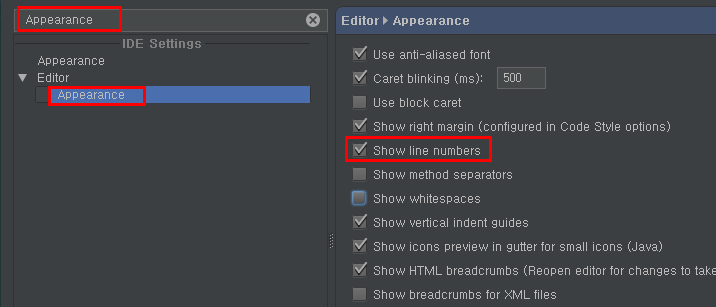 Appearance
IDE Settings
Appearance
Editor
Appearance
Editor Appearance
Use anti-aliased font
Caret blinking (ms): 500
Use block caret
Show right margin (configured in Code Style options)
Show line numbers
Show method separators
Show whitespaces
Show vertical indent guides
Show icons preview in gutter for small icons (Java)
Show HTML breadcrumbs (Reopen editor for changes to take
Show breadcrumbs for XML files